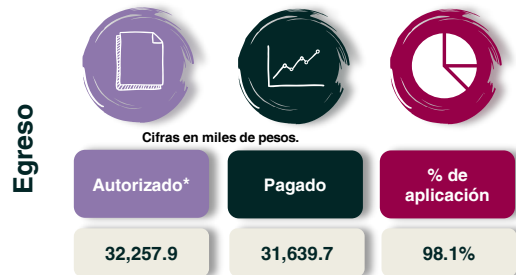 Egreso
Cifras en miles de pesos.
Autorizado*
Pagado
% de
aplicación
32,257.9
31,639.7
98.1%